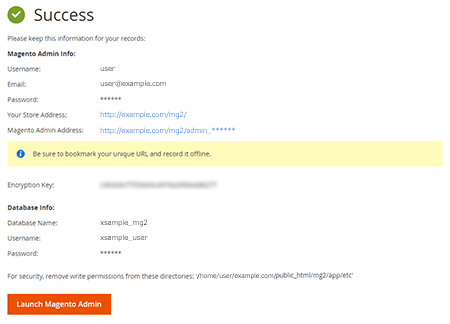 Success
Please keep this information for your records:
Magento Admin Info:
Username: user
Email: user@example.com
Password: ******
Your Store Address: http://example.com/mg2/
Magento Admin Address: http://example.com/mg2/admin_******
Be sure to bookmark your unique URL and record it offline.
Encryption Key:
Database Info:
Database Name: xsample_mg2
Username: xsample_user
Password: ******
For security, remove write permissions from these directories: '/home/user/example.com/public_html/mg2/app/etc'
Launch Magento Admin